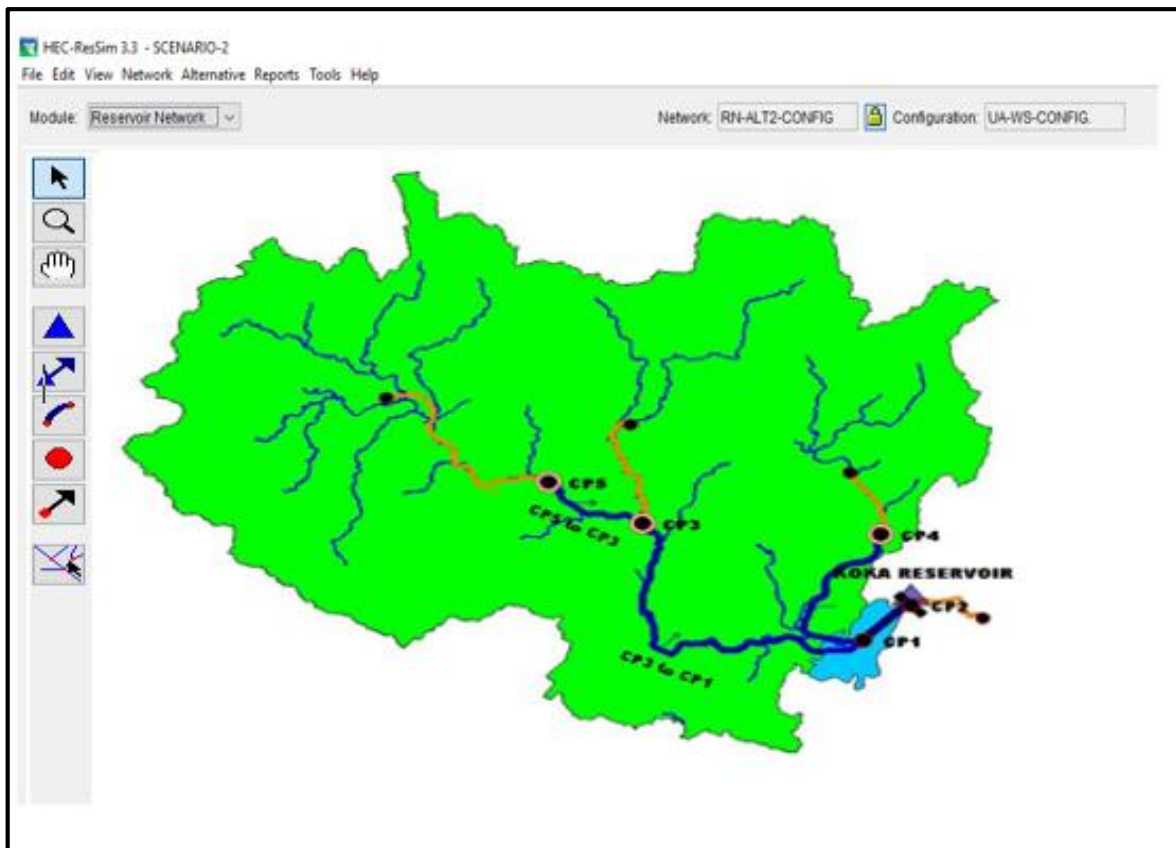 HEC-ResSim 3.3 - SCENARIO-2
File Edit View Network Alternative Reports Tools Help
Module: Reservoir Network Network: RN-ALT2-CONFIG Configuration: UA-WS-CONFIG.
CP5
CP5 to CP3
CP3
CP4
KOKA RESERVOIR
CP2
CP1
CP3 to CP1